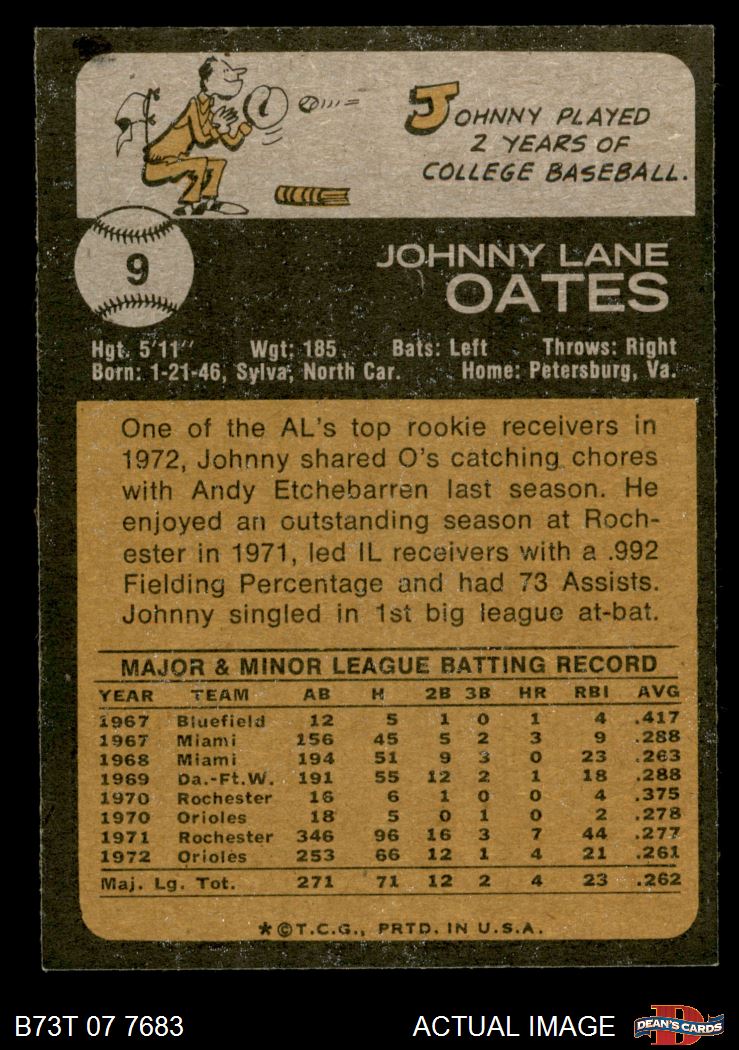 JOHNNY PLAYED
2 YEARS OF
COLLEGE BASEBALL.
9
JOHNNY LANE
OATES
Hgt. 5'11" Wgt: 185 Bats: Left Throws: Right
Born: 1-21-46, Sylva, North Car. Home: Petersburg, Va.
One of the AL's top rookie receivers in
1972, Johnny shared O's catching chores
with Andy Etchebarren last season. He
enjoyed an outstanding season at Roch-
ester in 1971, led IL receivers with a .992
Fielding Percentage and had 73 Assists.
Johnny singled in 1st big league at-bat.
MAJOR & MINOR LEAGUE BATTING RECORD
YEAR TEAM AB H 2B 3B HR RBI AVG
1967 Bluefield 12 5 1 0 1 4 .417
1967 Miami 156 45 5 2 3 9 .288
1968 Miami 194 51 9 3 0 23 .263
1969 Da.-Ft.W. 191 55 12 2 1 18 .288
1970 Rochester 16 6 1 0 0 4 .375
1970 Orioles 18 5 0 1 0 2 .278
1971 Rochester 346 96 16 3 7 44 .277
1972 Orioles 253 66 12 1 4 21 .261
Maj. Lg. Tot. 271 71 12 2 4 23 .262
*©T.C.G., PRTD. IN U.S.A.
B73T 07 7683 ACTUAL IMAGE
D
DEAN'S CARDS